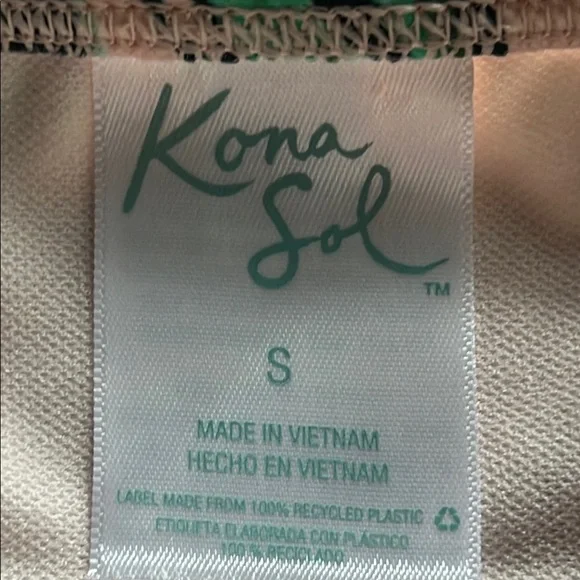 Kona
Sol
TM
S
MADE IN VIETNAM
HECHO EN VIETNAM
LABEL MADE FROM 100% RECYCLED PLASTIC
ETIQUETA ELABORADA CON PLÁSTICO
100% RECICLADO